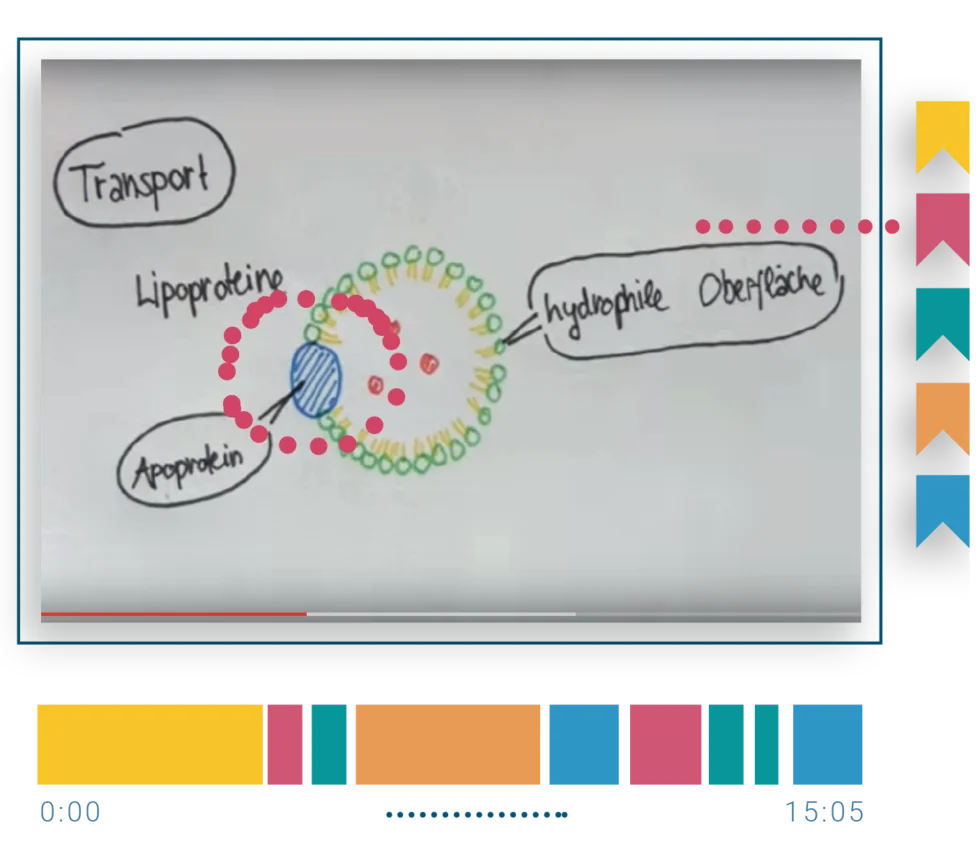 Transport
Lipoproteine
hydrophile Oberfläche
Apoprotein
0:00
15:05